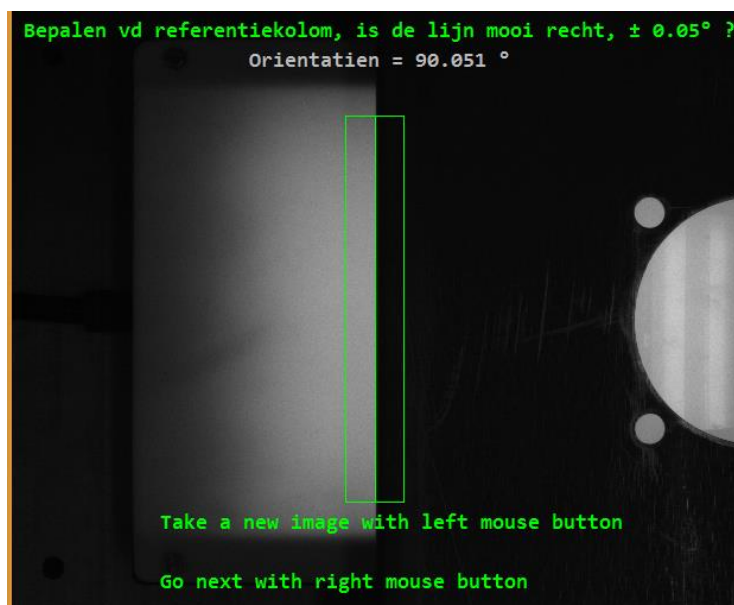 Bepalen vd referentiekolom, is de lijn mooi recht, ± 0.05° ?
Orientatien = 90.051 °
Take a new image with left mouse button
Go next with right mouse button